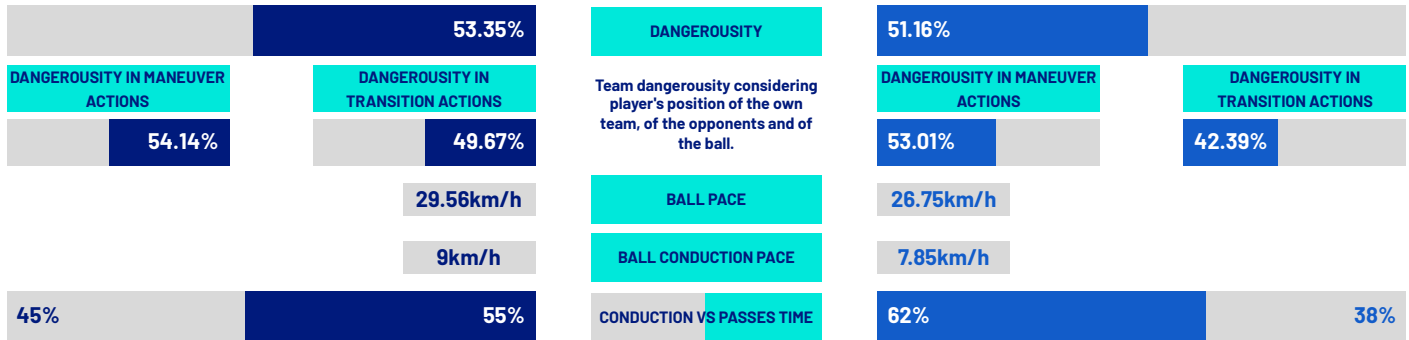 53.35%
DANGEROUSITY
51.16%
DANGEROUSITY IN MANEUVER
ACTIONS
DANGEROUSITY IN
TRANSITION ACTIONS
Team dangerousity considering
player's position of the own
team, of the opponents and of
the ball.
DANGEROUSITY IN MANEUVER
ACTIONS
DANGEROUSITY IN
TRANSITION ACTIONS
54.14%
49.67%
53.01%
42.39%
29.56km/h
BALL PACE
26.75km/h
9km/h
BALL CONDUCTION PACE
7.85km/h
45%
55%
CONDUCTION VS PASSES TIME
62%
38%